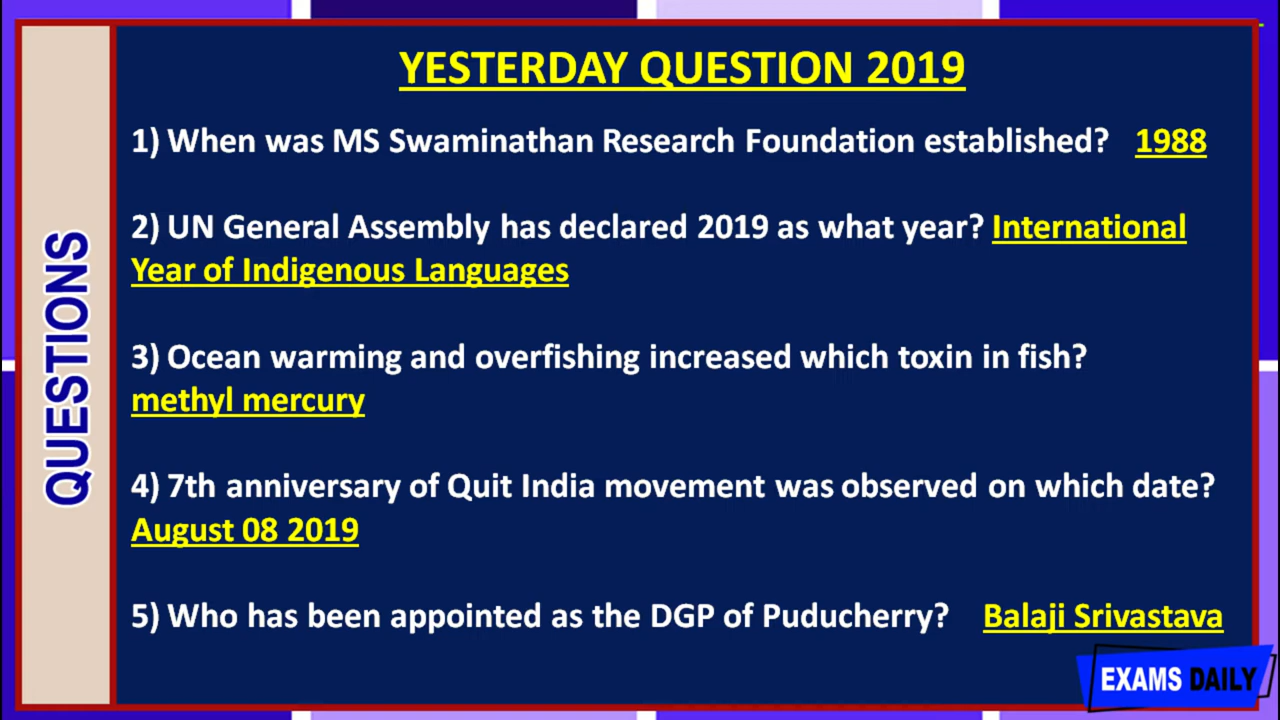 YESTERDAY QUESTION 2019
1) When was MS Swaminathan Research Foundation established? 1988
2) UN General Assembly has declared 2019 as what year? International
Year of Indigenous Languages
3) Ocean warming and overfishing increased which toxin in fish?
methyl mercury
4) 7th anniversary of Quit India movement was observed on which date?
August 08 2019
5) Who has been appointed as the DGP of Puducherry? Balaji Srivastava
QUESTIONS
EXAMS DAILY